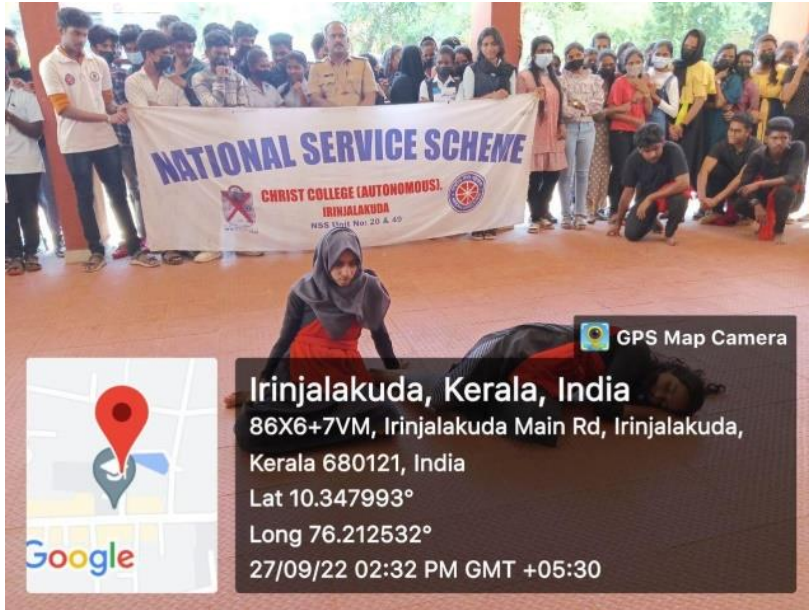 NATIONAL SERVICE SCHEME
CHRIST COLLEGE (AUTONOMOUS),
IRINJALAKUDA
NSS Unit No: 20 & 49
GPS Map Camera
Irinjalakuda, Kerala, India
86X6+7VM, Irinjalakuda Main Rd, Irinjalakuda,
Kerala 680121, India
Lat 10.347993°
Long 76.212532°
27/09/22 02:32 PM GMT +05:30
Google